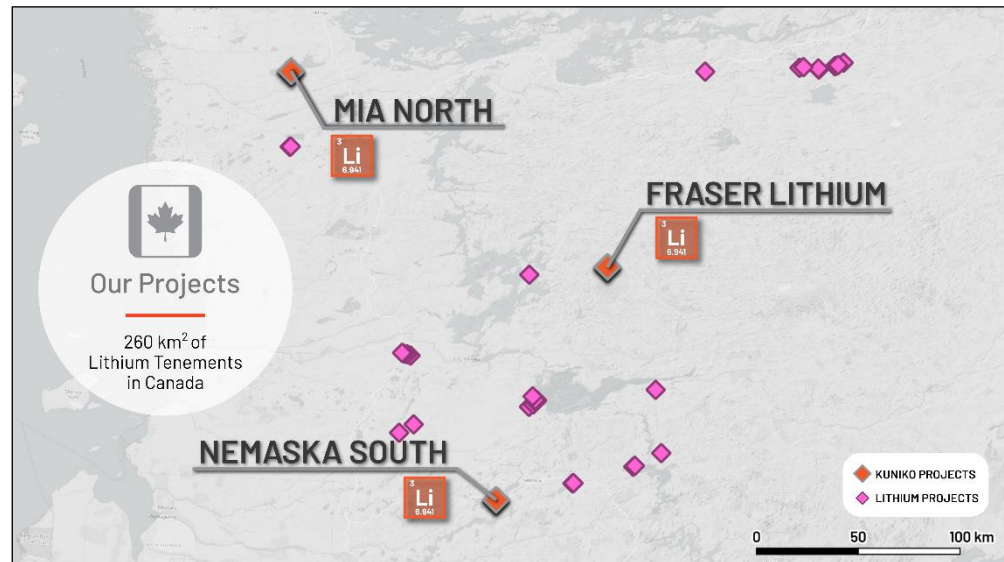 MIA NORTH
3
Li
6.941
FRASER LITHIUM
3
Li
6.941
Our Projects
260 km² of
Lithium Tenements
in Canada
NEMASKA SOUTH
3
Li
6.941
KUNIKO PROJECTS
LITHIUM PROJECTS
0 50 100 km